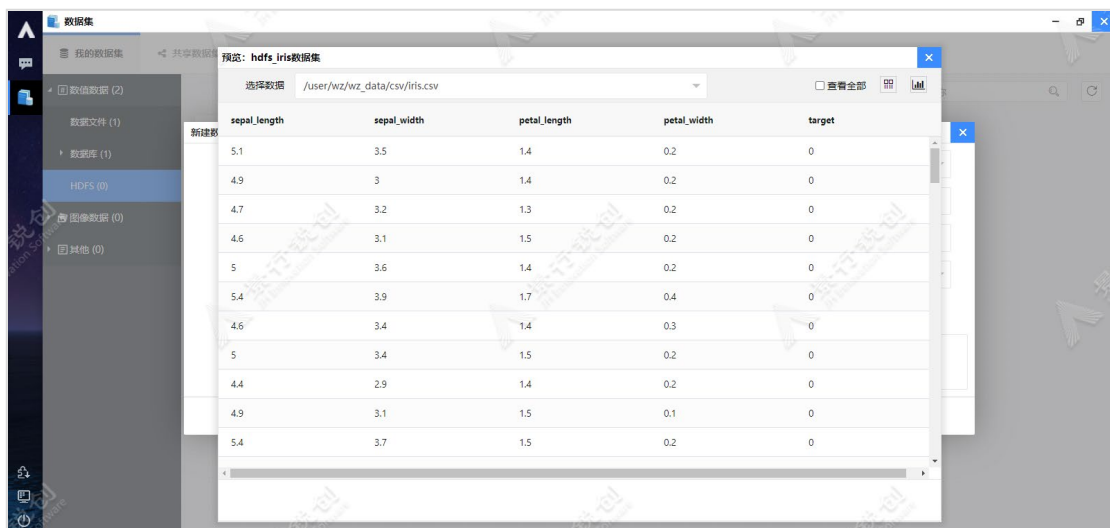 数据集
我的数据集
共享数据集
数值数据 (2)
数据文件 (1)
数据库 (1)
HDFS (0)
图像数据 (0)
其他 (0)
新建数
预览：hdfs_iris数据集
选择数据 /user/wz/wz_data/csv/iris.csv 查看全部
sepal_length sepal_width petal_length petal_width target
5.1 3.5 1.4 0.2 0
4.9 3 1.4 0.2 0
4.7 3.2 1.3 0.2 0
4.6 3.1 1.5 0.2 0
5 3.6 1.4 0.2 0
5.4 3.9 1.7 0.4 0
4.6 3.4 1.4 0.3 0
5 3.4 1.5 0.2 0
4.4 2.9 1.4 0.2 0
4.9 3.1 1.5 0.1 0
5.4 3.7 1.5 0.2 0
景行锐创